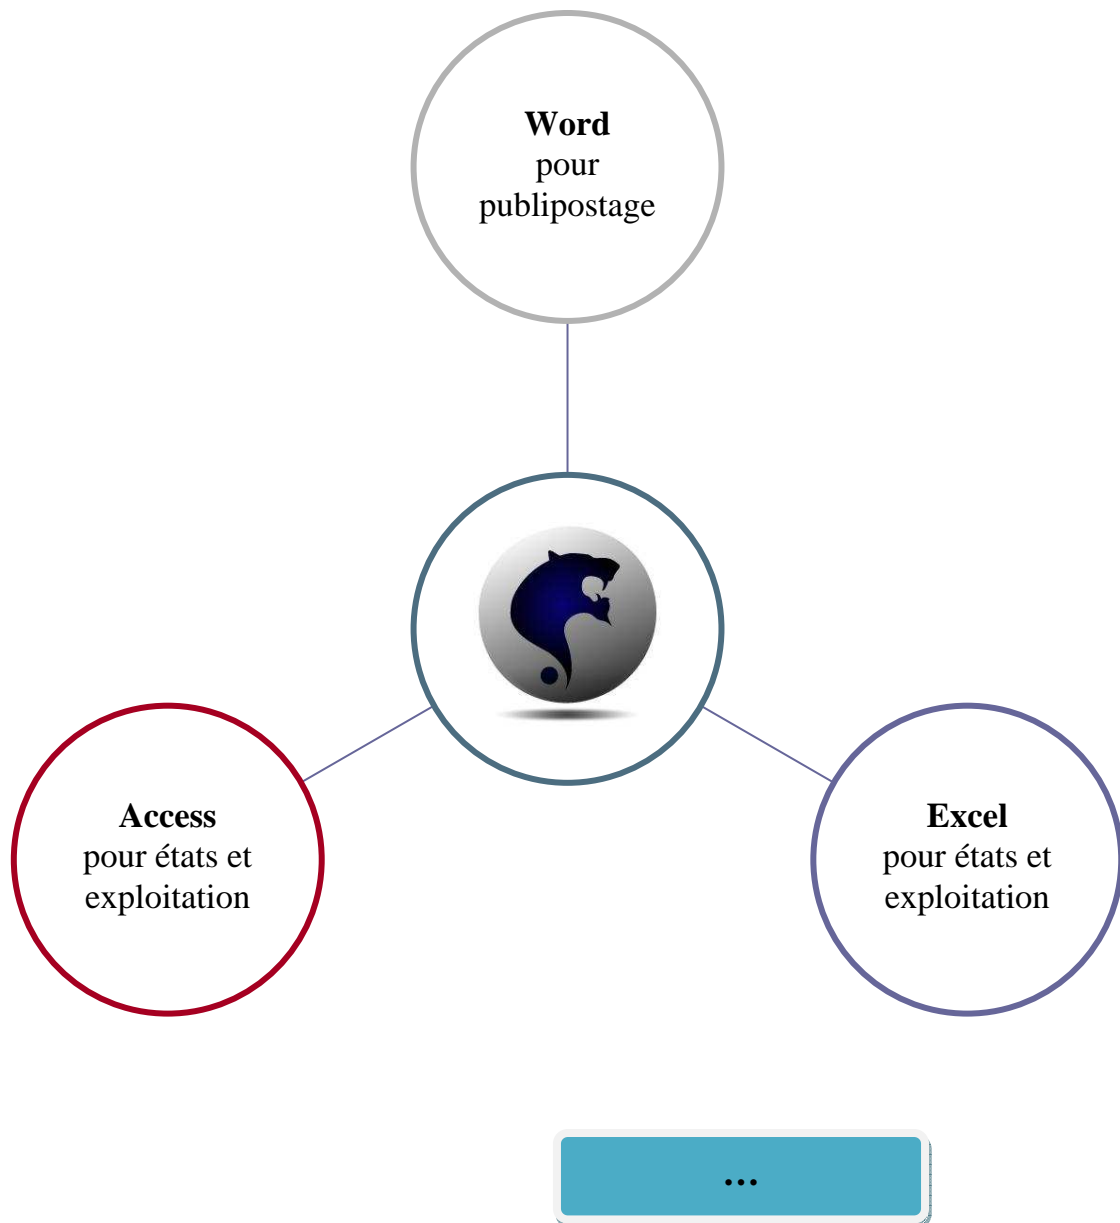 Word
pour
publipostage
Access
pour états et
exploitation
Excel
pour états et
exploitation
...